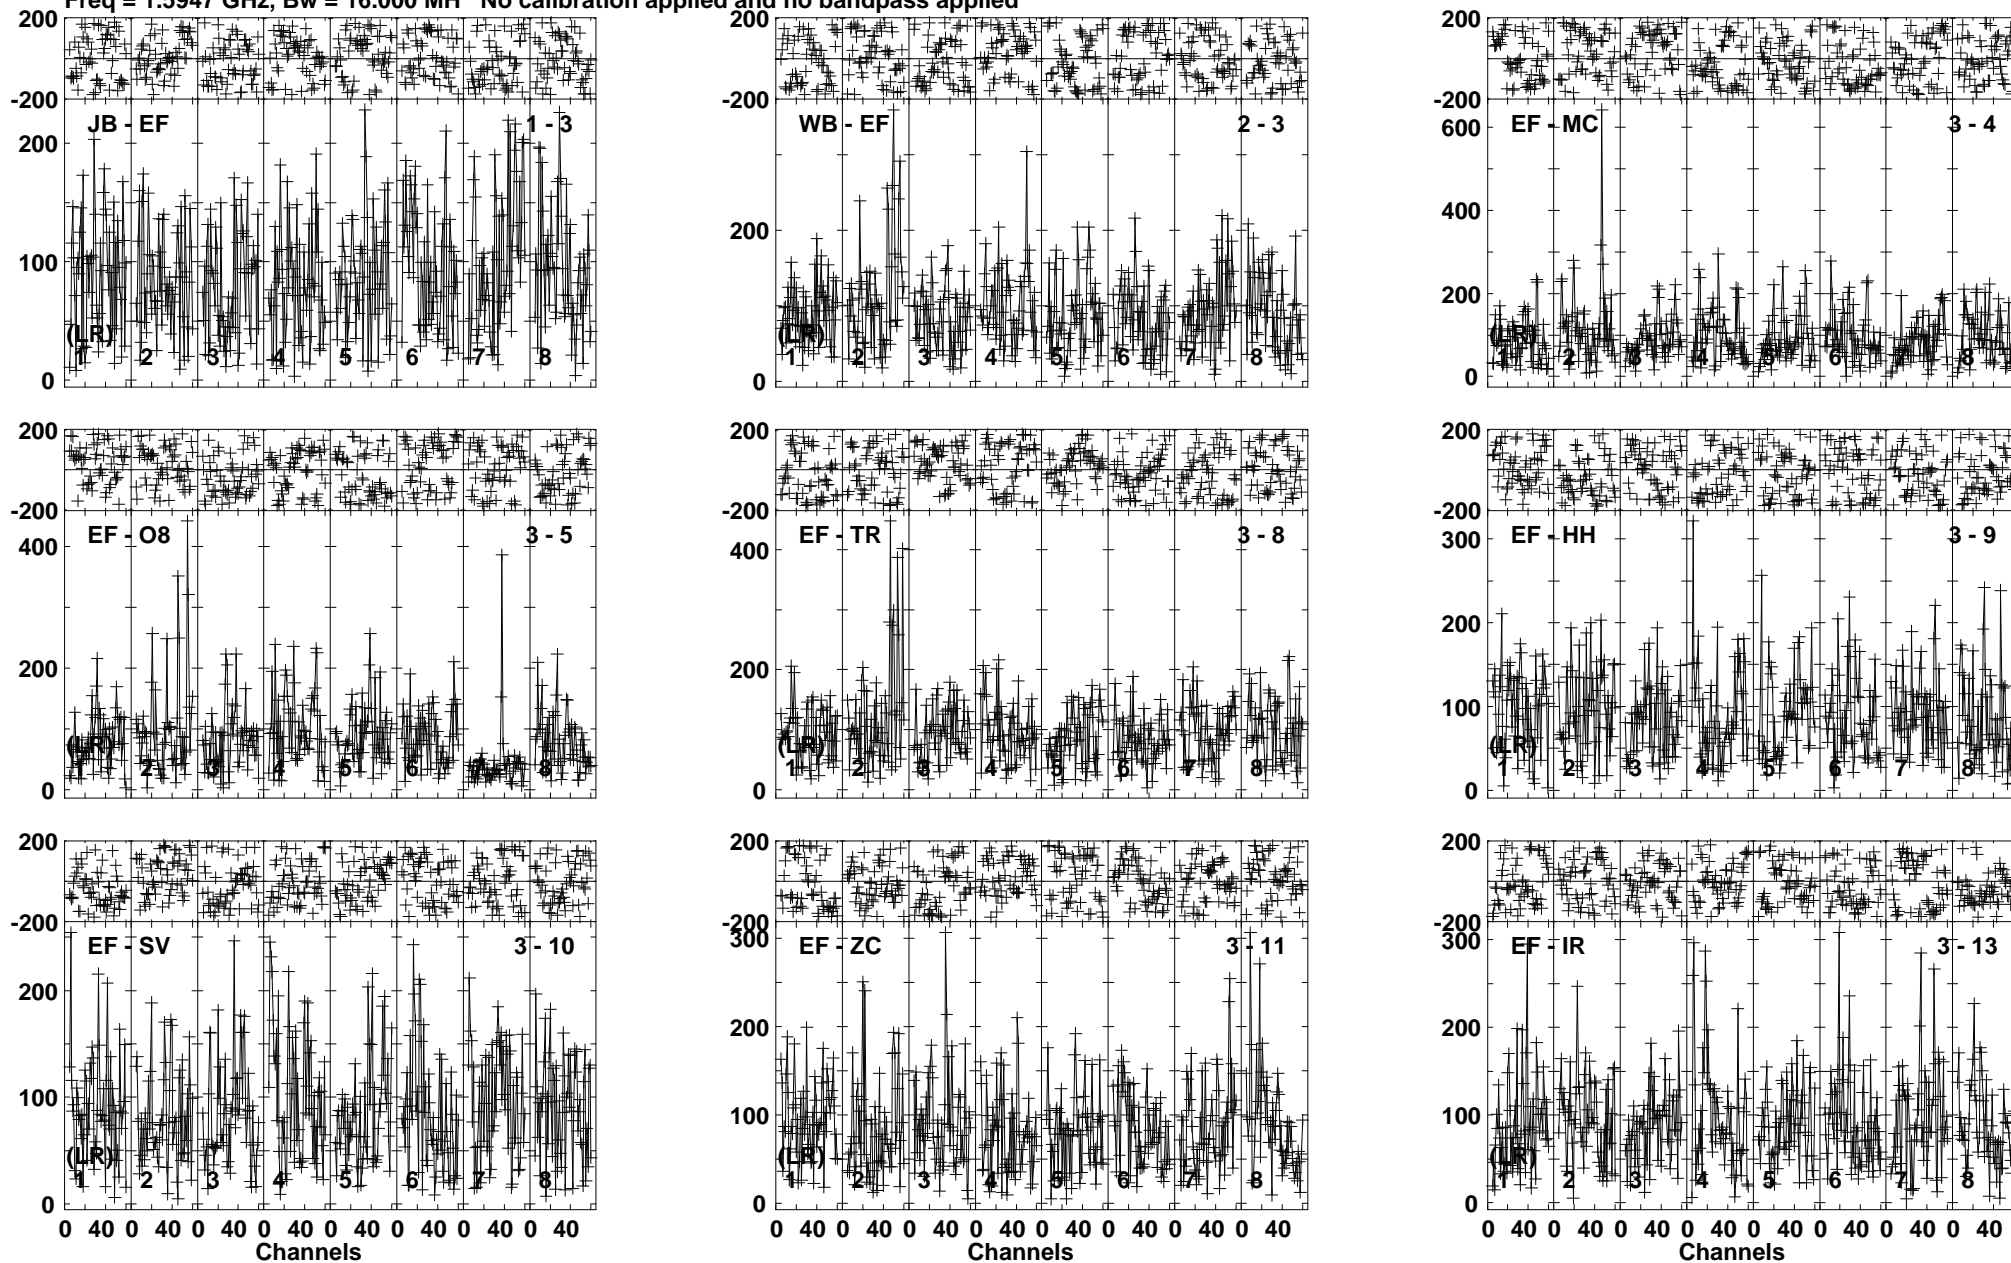 Freq = 1.5947 GHz, Bw = 16.000 MH   No calibration applied and no bandpass applied
200
-200
JB - EF 1 - 3
200
100
0
(LR)
1 2 3 4 5 6 7 8
200
-200
WB - EF 2 - 3
200
0
(LR)
1 2 3 4 5 6 7 8
200
-200
EF - MC 3 - 4
600
400
200
0
(LR)
1 2 3 4 5 6 7 8
200
-200
EF - O8 3 - 5
400
200
0
(LR)
1 2 3 4 5 6 7 8
200
-200
EF - TR 3 - 8
400
200
0
(LR)
1 2 3 4 5 6 7 8
200
-200
EF - HH 3 - 9
300
200
100
0
(LR)
1 2 3 4 5 6 7 8
200
-200
EF - SV 3 - 10
200
100
0
(LR)
1 2 3 4 5 6 7 8
0 40 0 40 0 40 0 40 0 40 0 40 0 40 0 40
Channels
200
-200
EF - ZC 3 - 11
300
200
100
0
(LR)
1 2 3 4 5 6 7 8
0 40 0 40 0 40 0 40 0 40 0 40 0 40 0 40
Channels
200
-200
EF - IR 3 - 13
300
200
100
0
(LR)
1 2 3 4 5 6 7 8
0 40 0 40 0 40 0 40 0 40 0 40 0 40 0 40
Channels